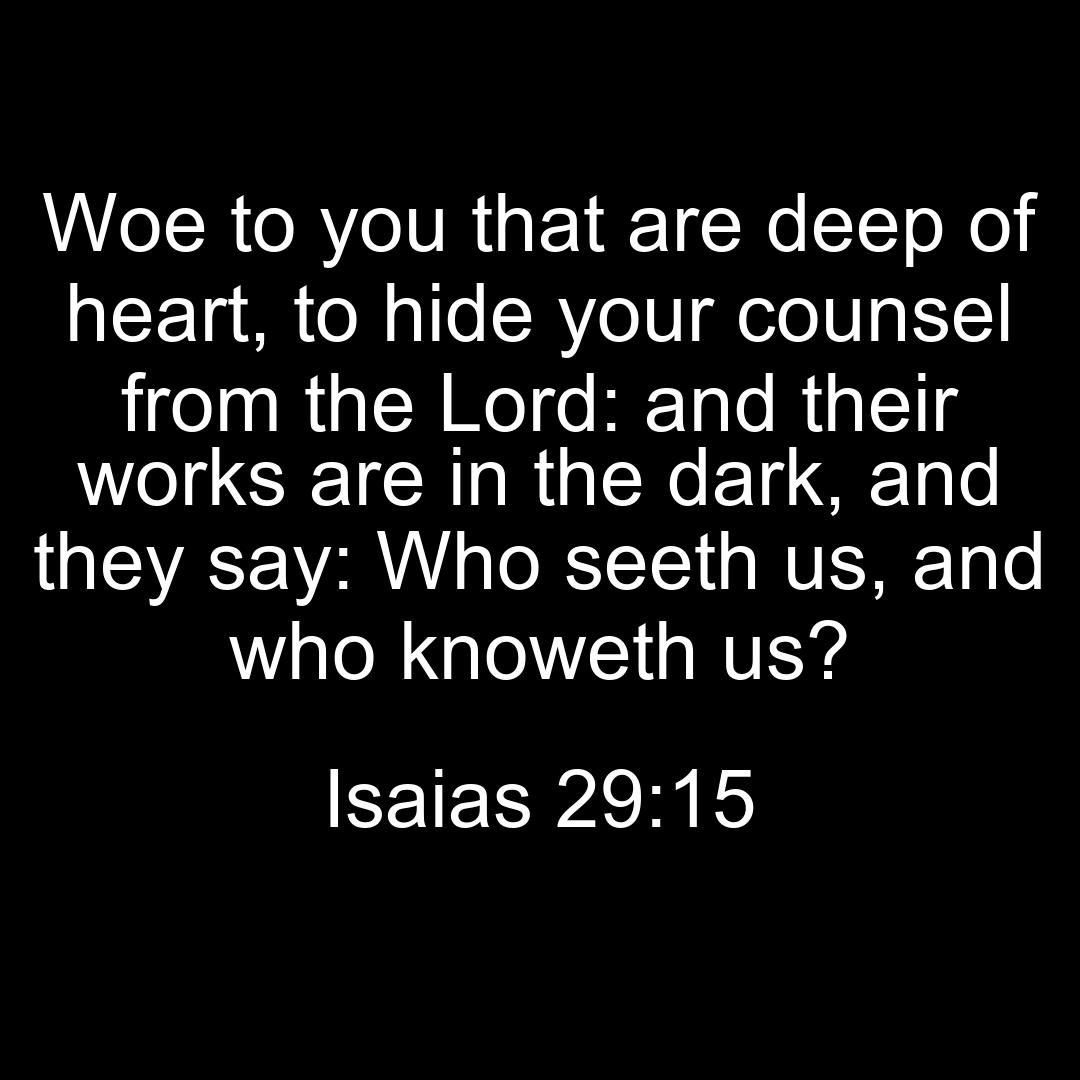 Woe to you that are deep of
heart, to hide your counsel
from the Lord: and their
works are in the dark, and
they say: Who seeth us, and
who knoweth us?
Isaias 29:15